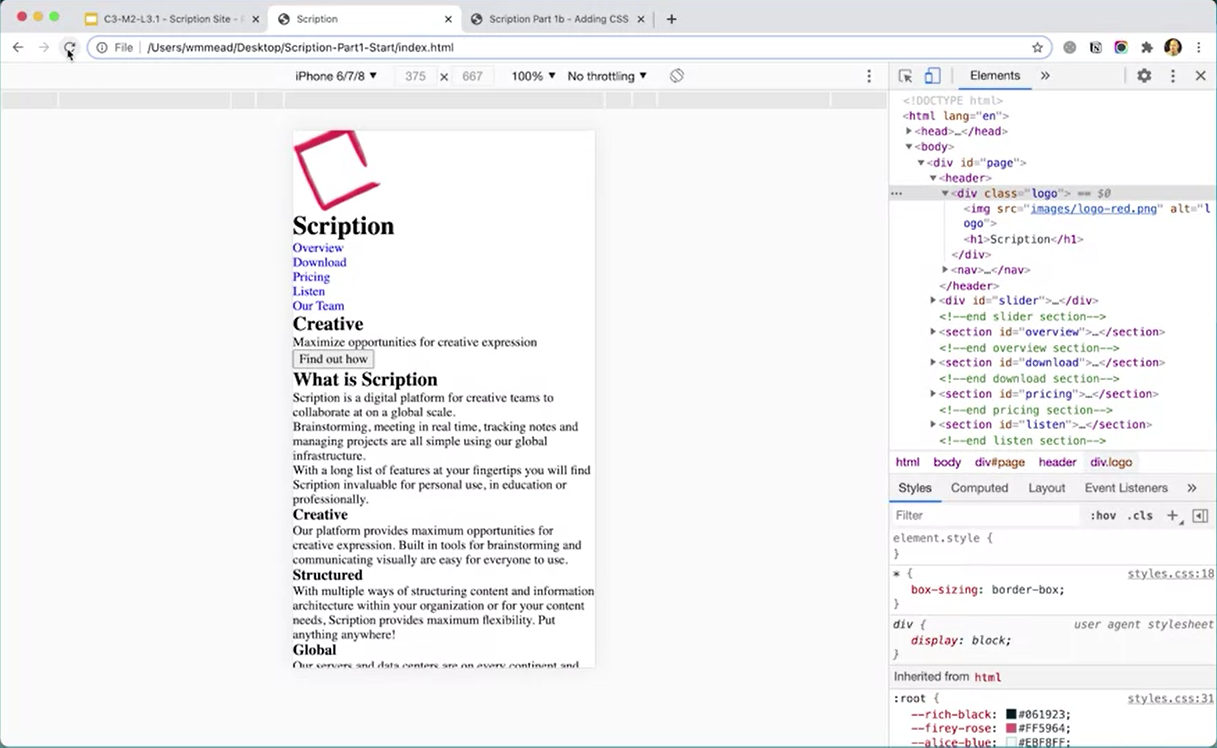 C3-M2-L3.1 - Scription Site -
Scription
Scription Part 1b - Adding CSS
File /Users/wmmead/Desktop/Scription-Part1-Start/index.html
iPhone 6/7/8 ▼ 375 × 667 100% ▼ No throttling ▼
Scription
Overview
Download
Pricing
Listen
Our Team
Creative
Maximize opportunities for creative expression
Find out how
What is Scription
Scription is a digital platform for creative teams to
collaborate at on a global scale.
Brainstorming, meeting in real time, tracking notes and
managing projects are all simple using our global
infrastructure.
With a long list of features at your fingertips you will find
Scription invaluable for personal use, in education or
professionally.
Creative
Our platform provides maximum opportunities for
creative expression. Built in tools for brainstorming and
communicating visually are easy for everyone to use.
Structured
With multiple ways of structuring content and information
architecture within your organization or for your content
needs, Scription provides maximum flexibility. Put
anything anywhere!
Global
Our servers and data centers are on every continent and
Elements »
<!DOCTYPE html>
<html lang="en">
▶<head>…</head>
▼<body>
▼<div id="page">
▼<header>
… ▼<div class="logo"> == $0
<img src="images/logo-red.png" alt="l
ogo">
<h1>Scription</h1>
</div>
▶<nav>…</nav>
</header>
▶<div id="slider">…</div>
<!--end slider section-->
▶<section id="overview">…</section>
<!--end overview section-->
▶<section id="download">…</section>
<!--end download section-->
▶<section id="pricing">…</section>
<!--end pricing section-->
▶<section id="listen">…</section>
<!--end listen section-->
html body div#page header div.logo
Styles Computed Layout Event Listeners »
Filter :hov .cls +
element.style {
}
* { styles.css:18
box-sizing: border-box;
}
div { user agent stylesheet
display: block;
}
Inherited from html
:root { styles.css:31
--rich-black: #061923;
--firey-rose: #FF5964;
--alice-blue: #EBF8FF;